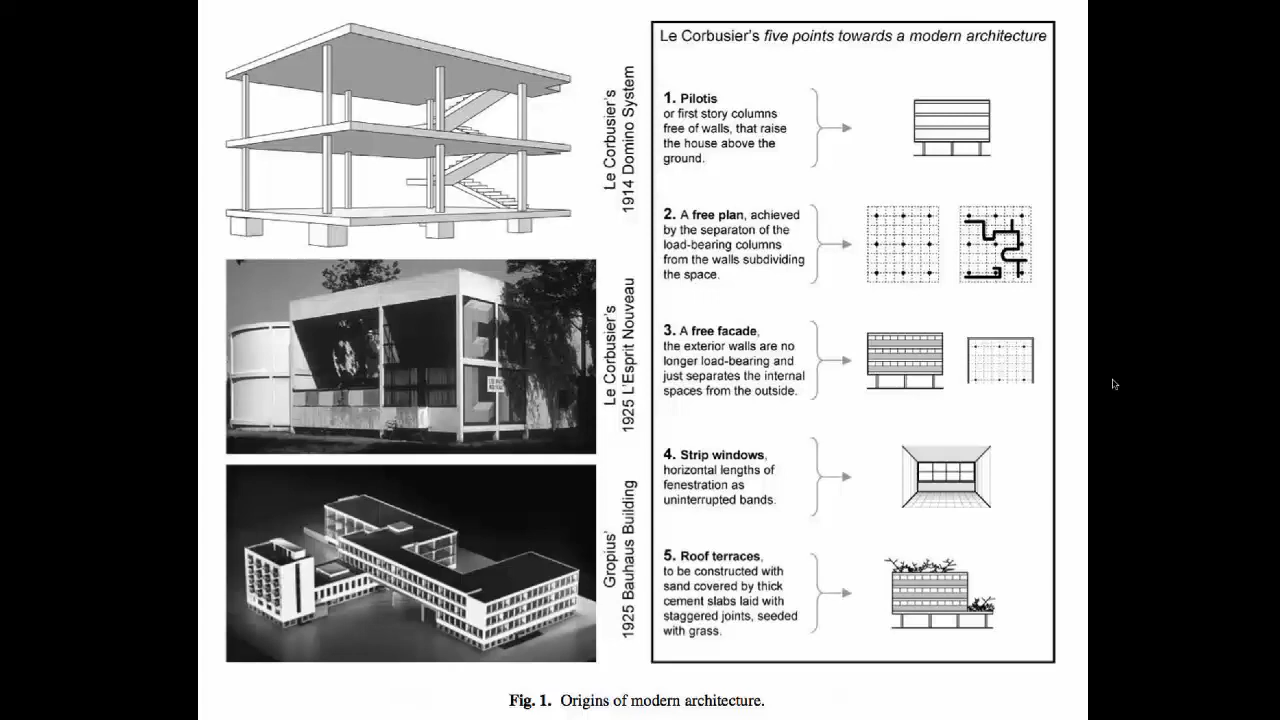 Le Corbusier's
1914 Domino System
Le Corbusier's
1925 L'Esprit Nouveau
Gropius'
1925 Bauhaus Building
Le Corbusier's five points towards a modern architecture
1. Pilotis
or first story columns
free of walls, that raise
the house above the
ground.
2. A free plan, achieved
by the separaton of the
load-bearing columns
from the walls subdividing
the space.
3. A free facade,
the exterior walls are no
longer load-bearing and
just separates the internal
spaces from the outside.
4. Strip windows,
horizontal lengths of
fenestration as
uninterrupted bands.
5. Roof terraces,
to be constructed with
sand covered by thick
cement slabs laid with
staggered joints, seeded
with grass.
Fig. 1. Origins of modern architecture.